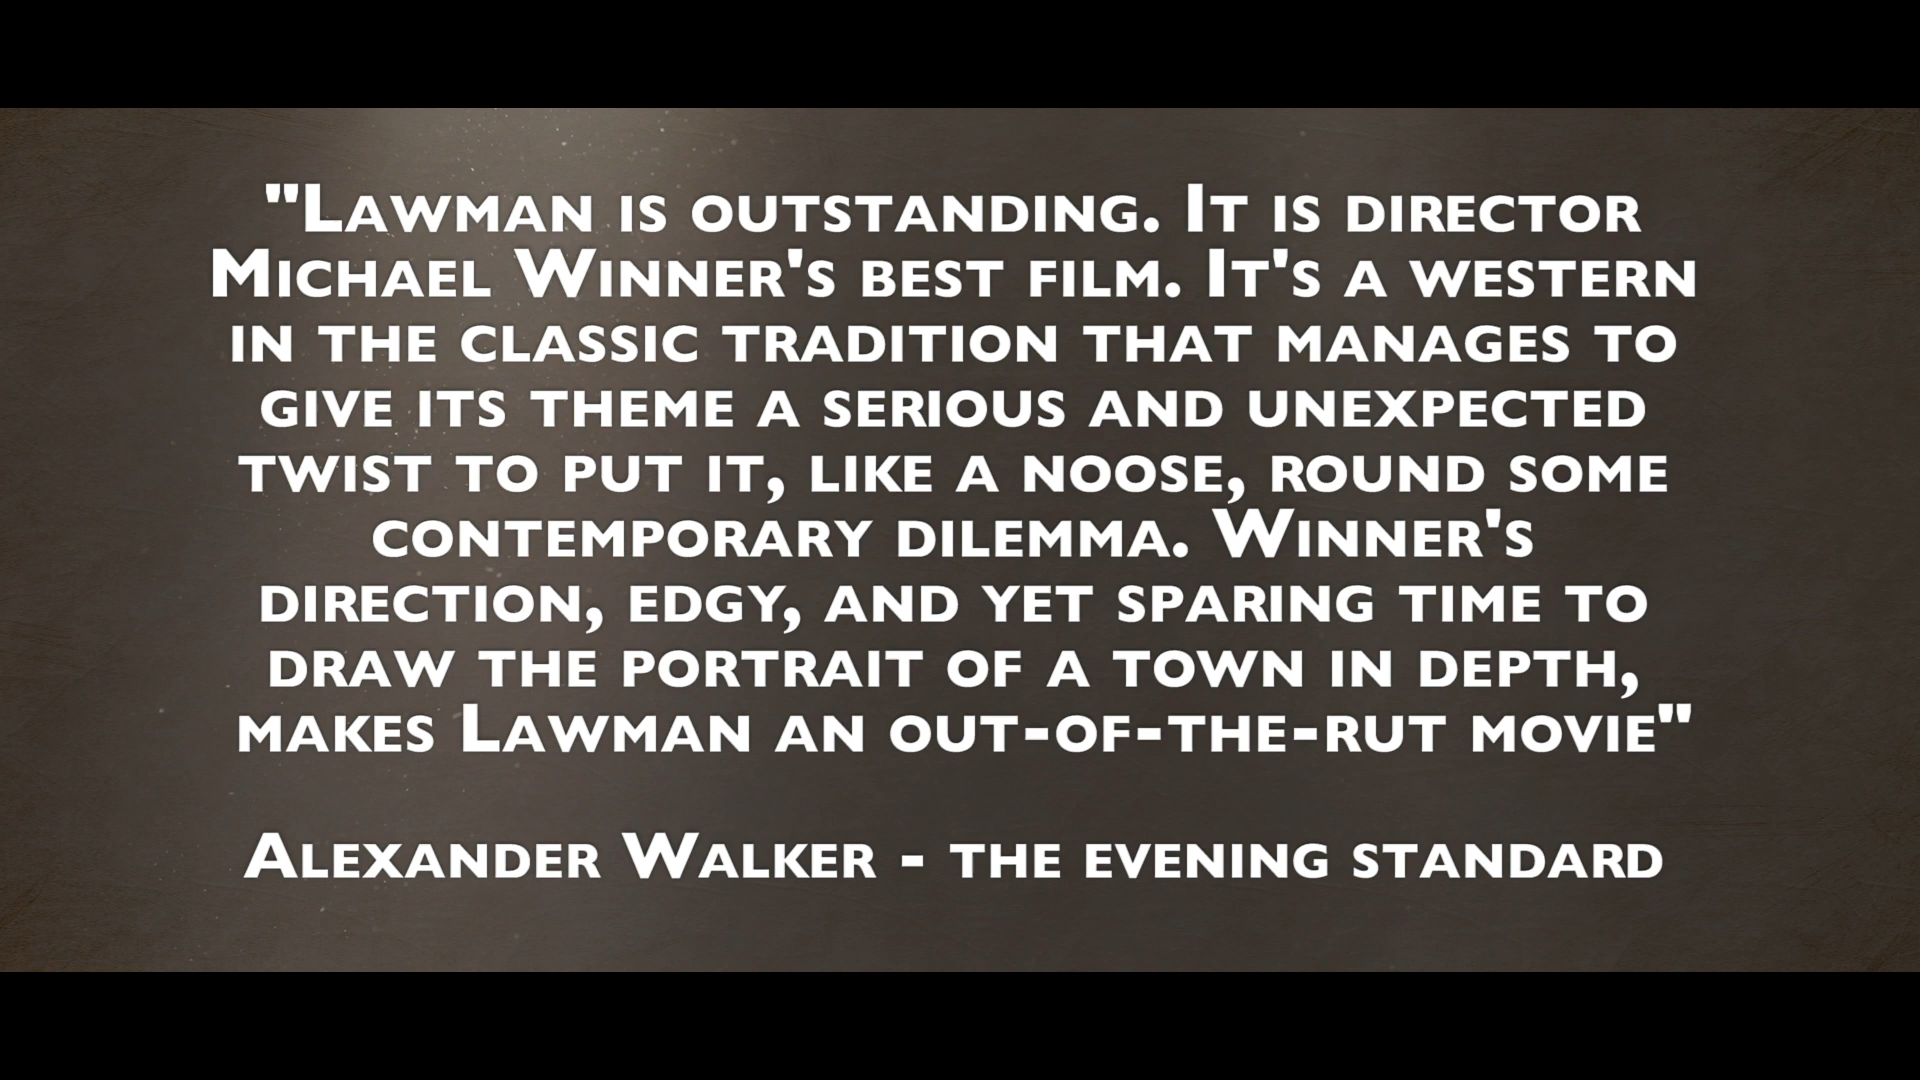 "Lawman is outstanding. It is director
Michael Winner's best film. It's a western
in the classic tradition that manages to
give its theme a serious and unexpected
twist to put it, like a noose, round some
contemporary dilemma. Winner's
direction, edgy, and yet sparing time to
draw the portrait of a town in depth,
makes Lawman an out-of-the-rut movie"
Alexander Walker - the evening standard